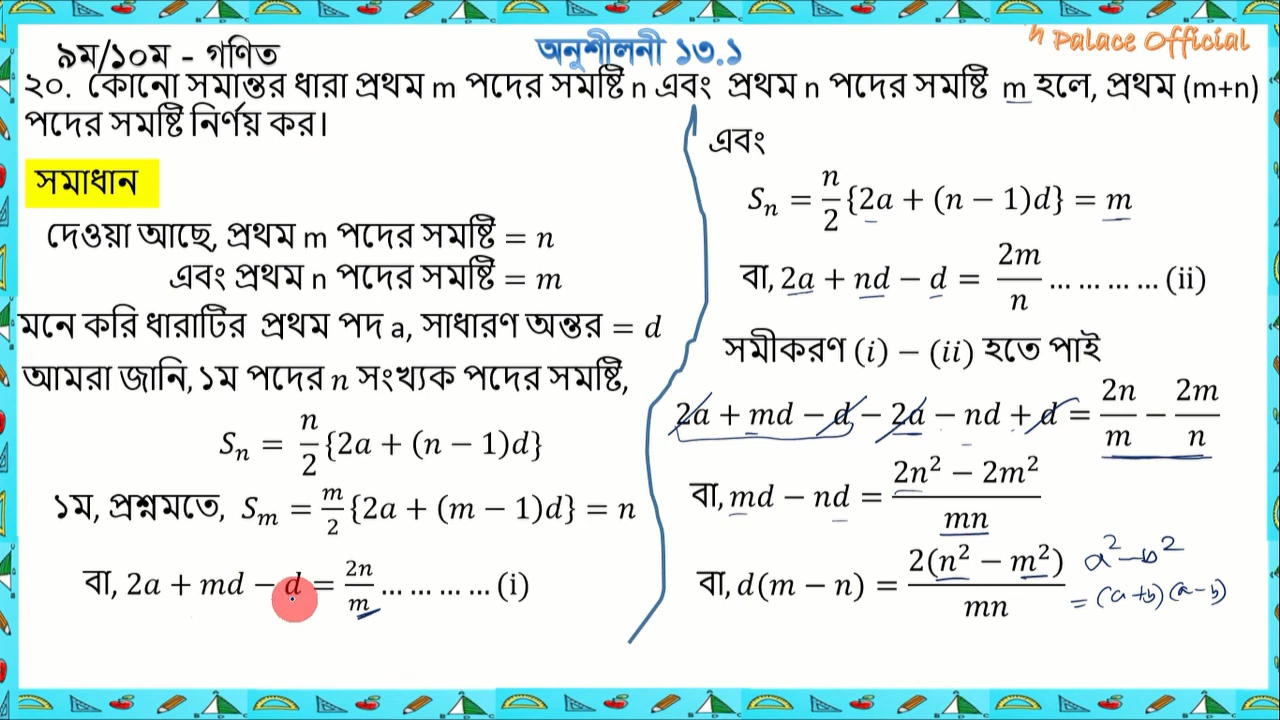 ৯ম/১০ম - গণিত
অনুশীলনী ১৩.১
Palace Official
২০. কোনো সমান্তর ধারা প্রথম m পদের সমষ্টি n এবং প্রথম n পদের সমষ্টি m হলে, প্রথম (m+n)
পদের সমষ্টি নির্ণয় কর।
সমাধান
দেওয়া আছে, প্রথম m পদের সমষ্টি = n
এবং প্রথম n পদের সমষ্টি = m
মনে করি ধারাটির প্রথম পদ a, সাধারণ অন্তর = d
আমরা জানি, ১ম পদের n সংখ্যক পদের সমষ্টি,
Sₙ = n/2 {2a + (n − 1)d}
১ম, প্রশ্নমতে, Sₘ = m/2 {2a + (m − 1)d} = n
বা, 2a + md − d = 2n/m ... ... ... ... (i)
এবং
Sₙ = n/2 {2a + (n − 1)d} = m
বা, 2a + nd − d = 2m/n ... ... ... ... (ii)
সমীকরণ (i) − (ii) হতে পাই
2a + md − d − 2a − nd + d = 2n/m − 2m/n
বা, md − nd = (2n² − 2m²)/mn
বা, d(m − n) = 2(n² − m²)/mn
a² − b²
= (a+b)(a−b)